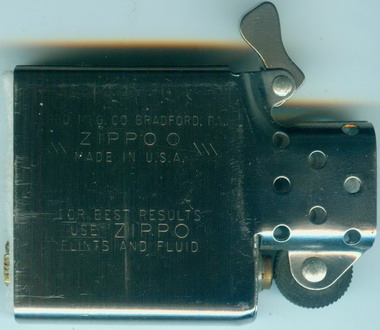 CO. BRADFORD, PA.
ZIPPO
\\\ MADE IN U.S.A. \\\
FOR BEST RESULTS
USE ZIPPO
FLINTS AND FLUID